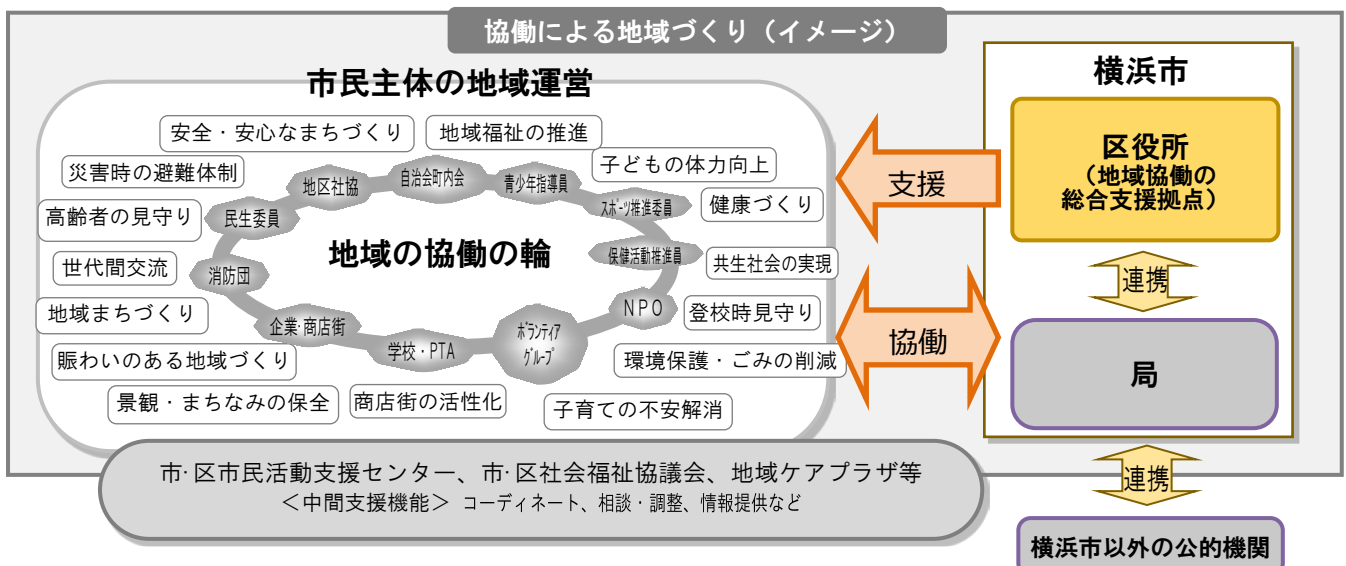 協働による地域づくり（イメージ）
市民主体の地域運営
安全・安心なまちづくり
地域福祉の推進
災害時の避難体制
子どもの体力向上
高齢者の見守り
健康づくり
世代間交流
共生社会の実現
地域まちづくり
登校時見守り
賑わいのある地域づくり
環境保護・ごみの削減
景観・まちなみの保全
商店街の活性化
子育ての不安解消
地域の協働の輪
自治会町内会
青少年指導員
スポーツ推進委員
保健活動推進員
NPO
ボランティア
グループ
学校・PTA
企業・商店街
消防団
民生委員
地区社協
支援
協働
横浜市
区役所
（地域協働の
総合支援拠点）
連携
局
連携
横浜市以外の公的機関
市・区市民活動支援センター、市・区社会福祉協議会、地域ケアプラザ等
＜中間支援機能＞ コーディネート、相談・調整、情報提供など